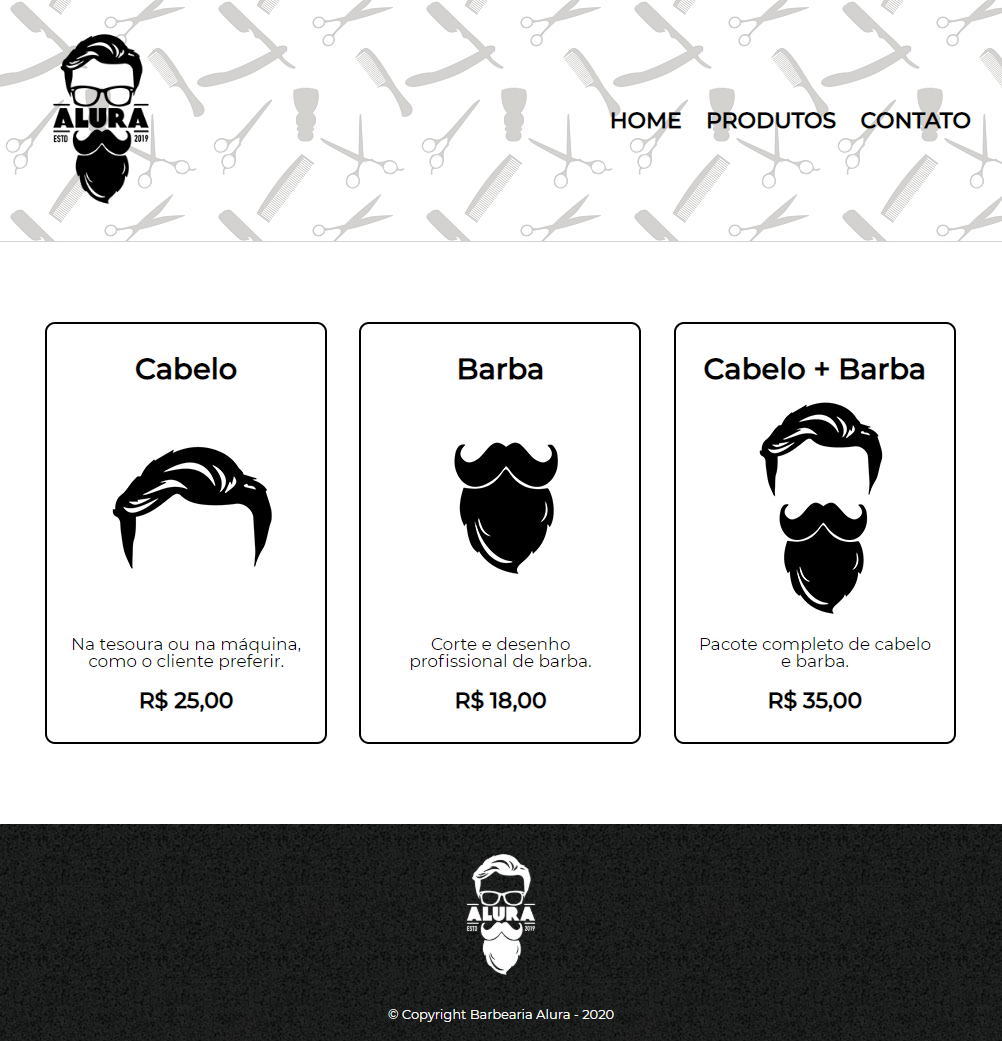 ALURA
ESTD 2019
HOME PRODUTOS CONTATO
Cabelo
Na tesoura ou na máquina,
como o cliente preferir.
R$ 25,00
Barba
Corte e desenho
profissional de barba.
R$ 18,00
Cabelo + Barba
Pacote completo de cabelo
e barba.
R$ 35,00
ALURA
ESTD 2019
© Copyright Barbearia Alura - 2020